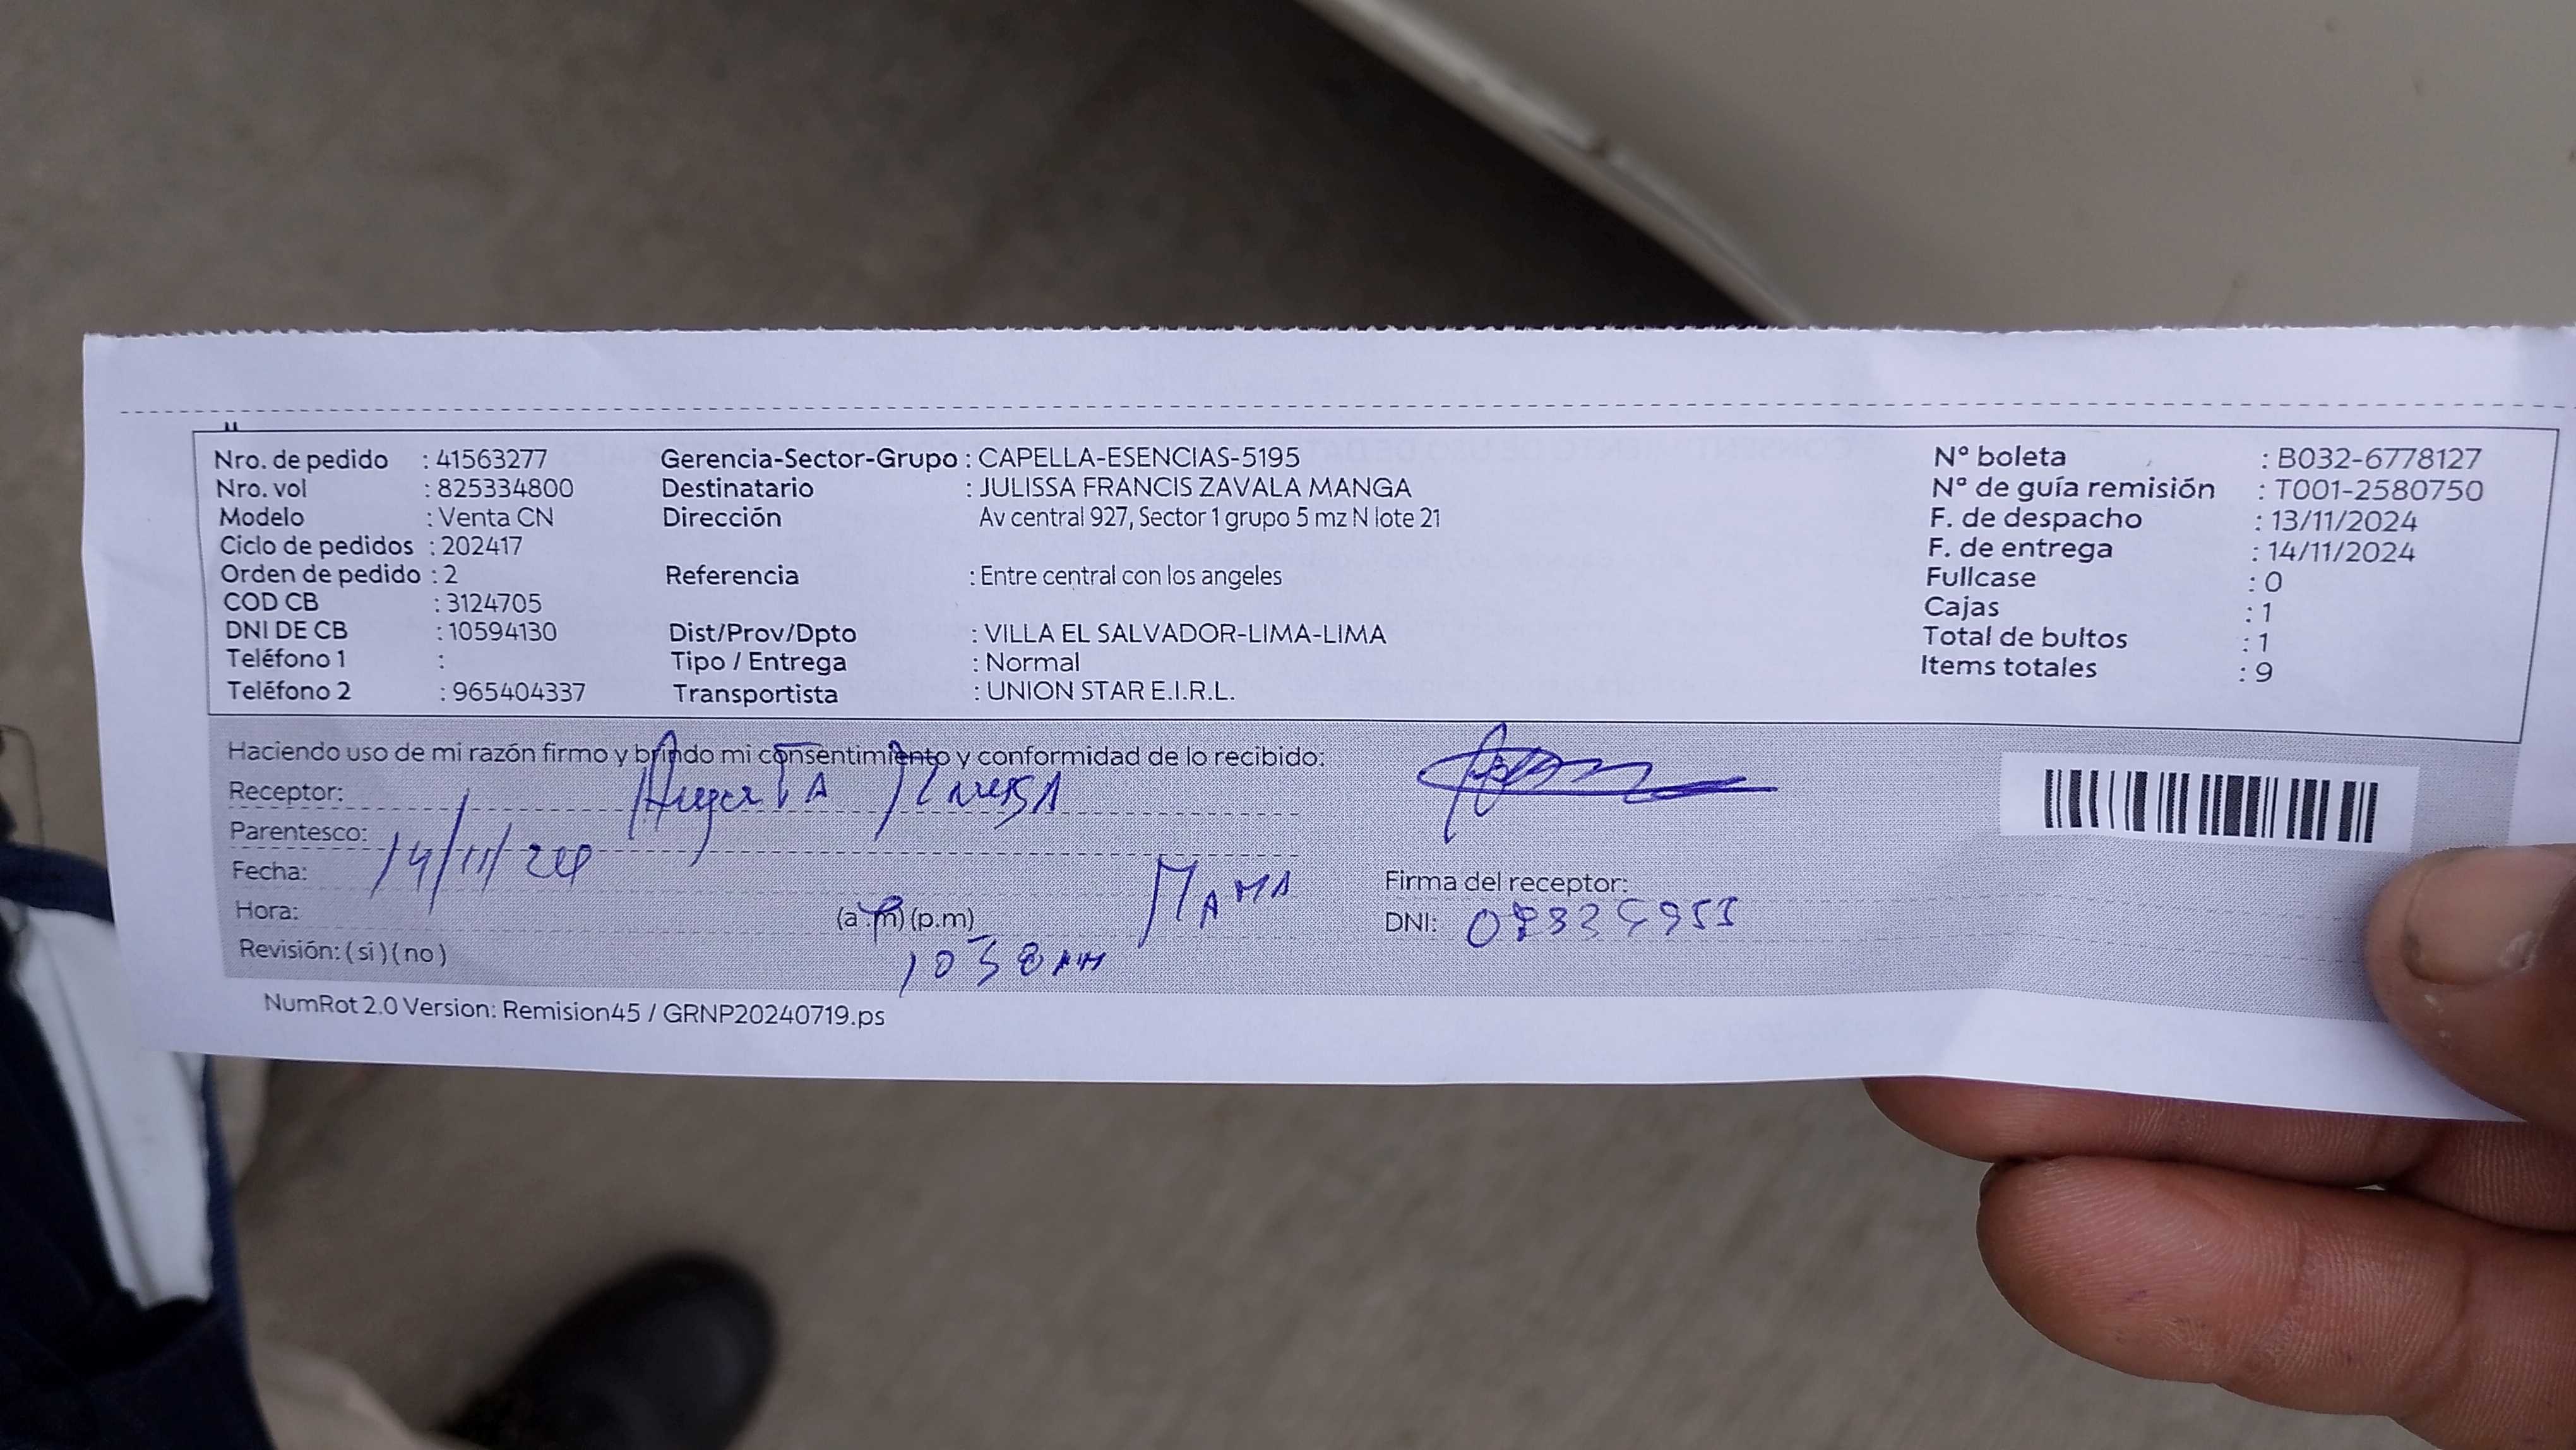 Nro. de pedido : 41563277 Gerencia-Sector-Grupo : CAPELLA-ESENCIAS-5195 Nº boleta : B032-6778127
Nro. vol : 825334800 Destinatario : JULISSA FRANCIS ZAVALA MANGA Nº de guía remisión : T001-2580750
Modelo : Venta CN Dirección Av central 927, Sector 1 grupo 5 mz N lote 21 F. de despacho : 13/11/2024
Ciclo de pedidos : 202417 F. de entrega : 14/11/2024
Orden de pedido : 2 Referencia : Entre central con los angeles Fullcase : 0
COD CB : 3124705 Cajas : 1
DNI DE CB : 10594130 Dist/Prov/Dpto : VILLA EL SALVADOR-LIMA-LIMA Total de bultos : 1
Teléfono 1 : Tipo / Entrega : Normal Items totales : 9
Teléfono 2 : 965404337 Transportista : UNION STAR E.I.R.L.
Haciendo uso de mi razón firmo y brindo mi consentimiento y conformidad de lo recibido:
Receptor:
Parentesco: MAMA
Fecha: 14/11/24 Firma del receptor:
Hora: (a.m) (p.m) DNI:
1038 AM
Revisión: ( si ) ( no )
NumRot 2.0 Version: Remision45 / GRNP20240719.ps